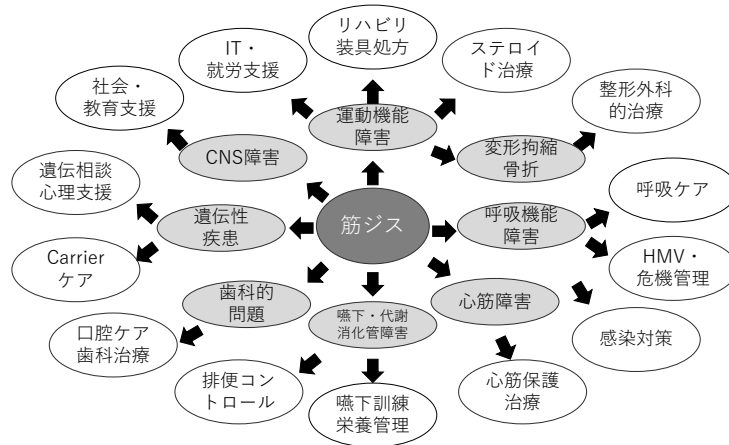 リハビリ
装具処方
IT・
就労支援
ステロイ
ド治療
社会・
教育支援
整形外科
的治療
運動機能
障害
CNS障害
変形拘縮
骨折
遺伝相談
心理支援
呼吸ケア
遺伝性
疾患
筋ジス
呼吸機能
障害
Carrier
ケア
HMV・
危機管理
歯科的
問題
心筋障害
嚥下・代謝
消化管障害
口腔ケア
歯科治療
感染対策
排便コン
トロール
心筋保護
治療
嚥下訓練
栄養管理